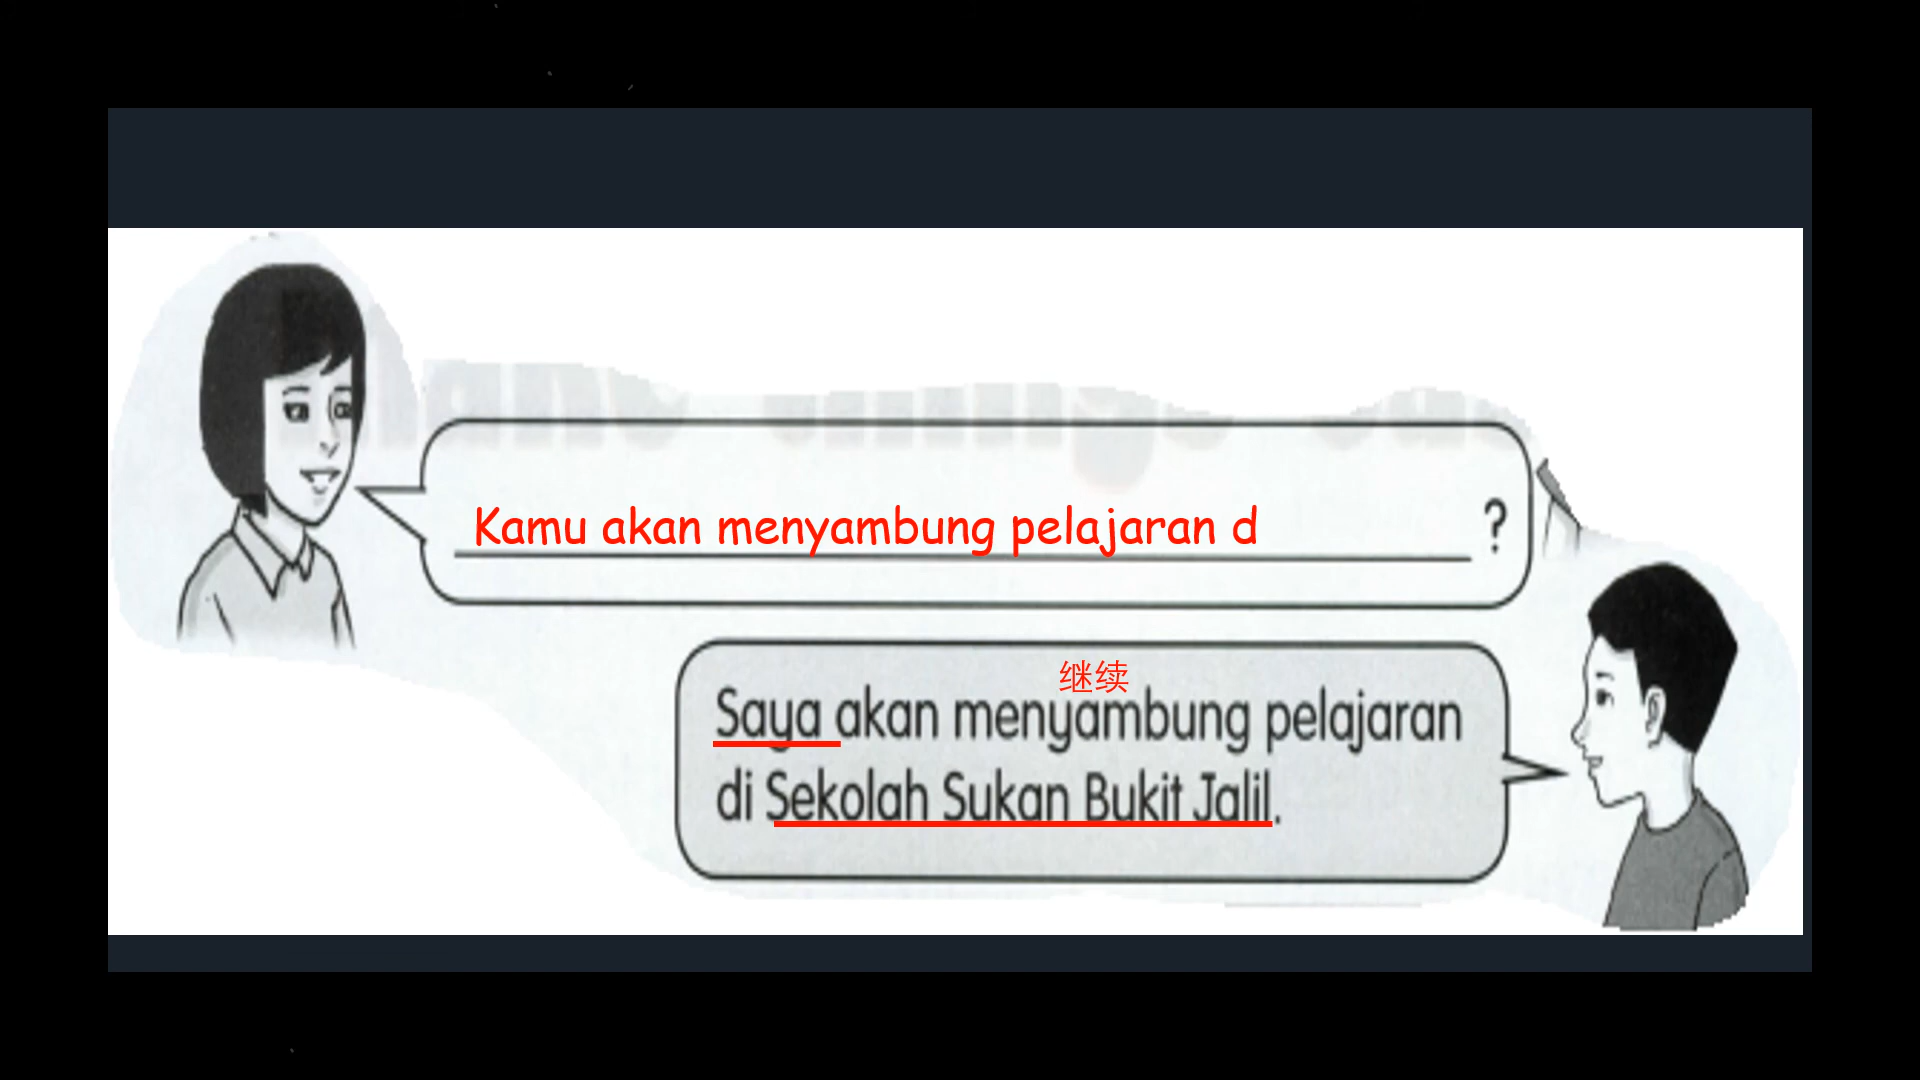 Kamu akan menyambung pelajaran d ?
继续
Saya akan menyambung pelajaran
di Sekolah Sukan Bukit Jalil.